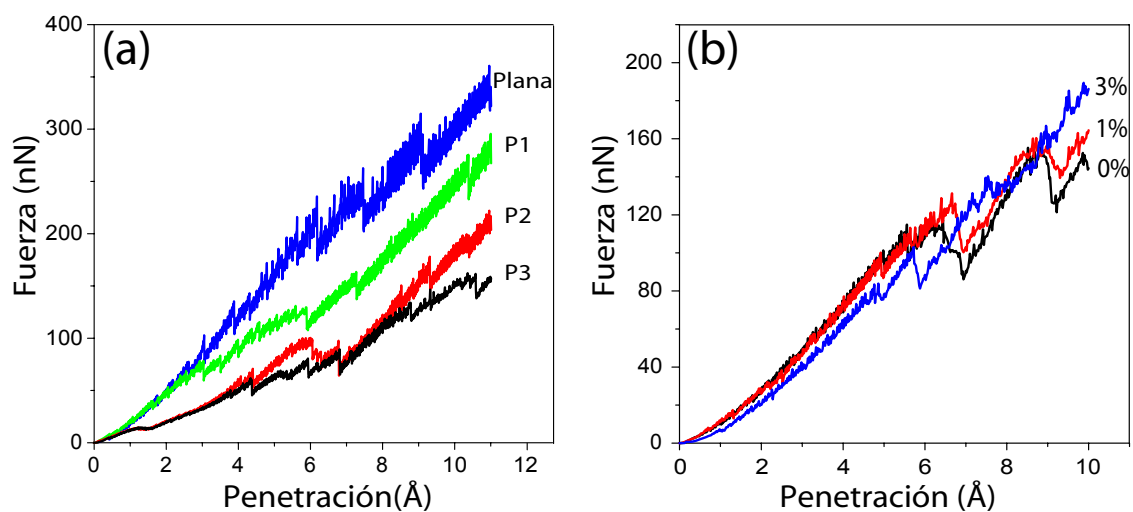 (a)
400
300
200
100
0
0 2 4 6 8 10 12
Fuerza (nN)
Penetración(Å)
Plana
P1
P2
P3
(b)
200
160
120
80
40
0
0 2 4 6 8 10
Fuerza (nN)
Penetración (Å)
3%
1%
0%